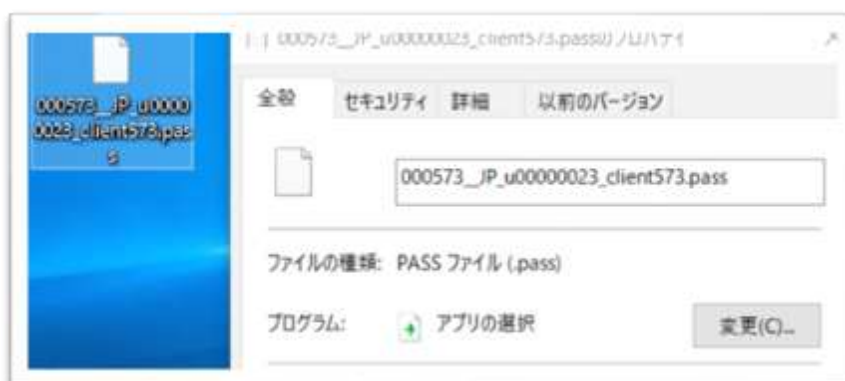 000573__JP_u0000
0023_client573.pas
s
000573__JP_u00000023_client573.passのプロパティ
全般
セキュリティ
詳細
以前のバージョン
000573__JP_u00000023_client573.pass
ファイルの種類: PASS ファイル (.pass)
プログラム: アプリの選択
変更(C)...